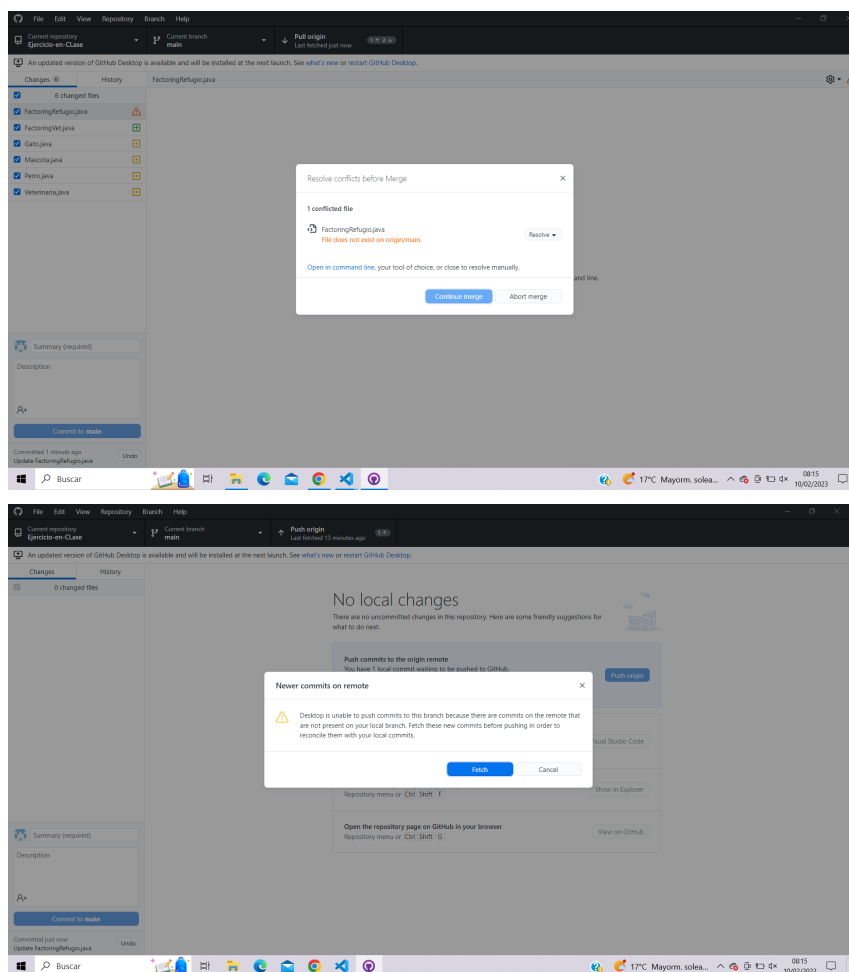 File Edit View Repository Branch Help
Current repository
Ejercicio-en-CLase
Current branch
main
Pull origin
Last fetched just now
1 2
An updated version of GitHub Desktop is available and will be installed at the next launch. See what's new or restart GitHub Desktop.
Changes 6 History
FactoringRefugio.java
6 changed files
FactoringRefugio.java
FactoringVet.java
Gato.java
Mascota.java
Perro.java
Veterinaria.java
Resolve conflicts before Merge
1 conflicted file
FactoringRefugio.java
File does not exist on origin/main.
Resolve
Open in command line, your tool of choice, or close to resolve manually.
and line.
Continue merge Abort merge
Summary (required)
Description
Commit to main
Committed 1 minute ago
Update FactoringRefugio.java
Undo
Buscar
17°C Mayorm. solea...
08:15
10/02/2023
File Edit View Repository Branch Help
Current repository
Ejercicio-en-CLase
Current branch
main
Push origin
Last fetched 13 minutes ago
1
An updated version of GitHub Desktop is available and will be installed at the next launch. See what's new or restart GitHub Desktop.
Changes History
0 changed files
No local changes
There are no uncommitted changes in this repository. Here are some friendly suggestions for
what to do next.
Push commits to the origin remote
You have 1 local commit waiting to be pushed to GitHub.
Push origin
Newer commits on remote
Desktop is unable to push commits to this branch because there are commits on the remote that
are not present on your local branch. Fetch these new commits before pushing in order to
reconcile them with your local commits.
Fetch Cancel
Visual Studio Code
Repository menu or Ctrl Shift F
Show in Explorer
Open the repository page on GitHub in your browser
Repository menu or Ctrl Shift G
View on GitHub
Summary (required)
Description
Commit to main
Committed just now
Update FactoringRefugio.java
Undo
Buscar
17°C Mayorm. solea...
08:15
10/02/2023